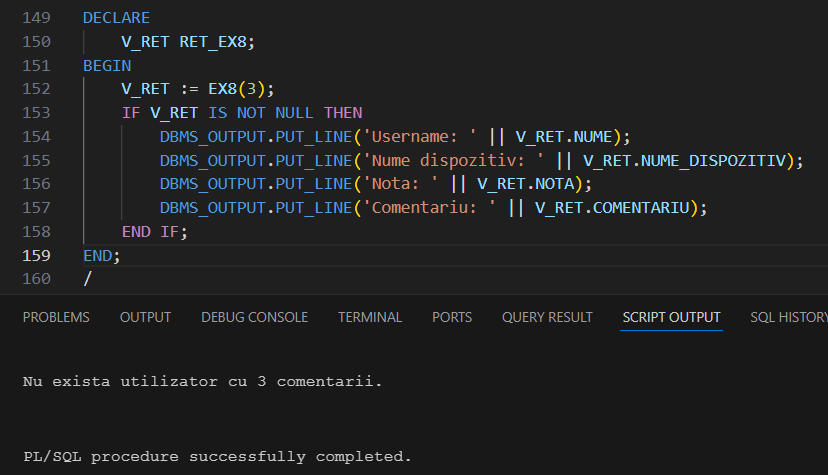 149 DECLARE
150     V_RET RET_EX8;
151 BEGIN
152     V_RET := EX8(3);
153     IF V_RET IS NOT NULL THEN
154         DBMS_OUTPUT.PUT_LINE('Username: ' || V_RET.NUME);
155         DBMS_OUTPUT.PUT_LINE('Nume dispozitiv: ' || V_RET.NUME_DISPOZITIV);
156         DBMS_OUTPUT.PUT_LINE('Nota: ' || V_RET.NOTA);
157         DBMS_OUTPUT.PUT_LINE('Comentariu: ' || V_RET.COMENTARIU);
158     END IF;
159 END;
160 /
PROBLEMS OUTPUT DEBUG CONSOLE TERMINAL PORTS QUERY RESULT SCRIPT OUTPUT SQL HISTORY
Nu exista utilizator cu 3 comentarii.
PL/SQL procedure successfully completed.